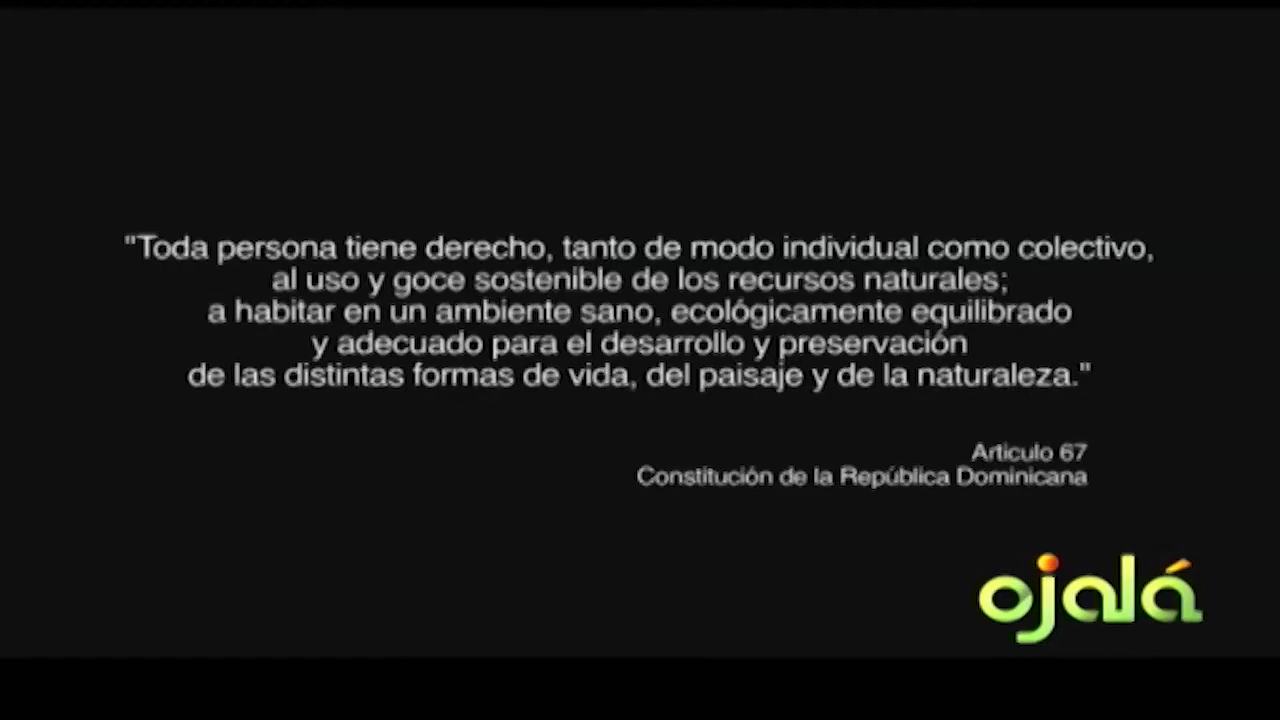 "Toda persona tiene derecho, tanto de modo individual como colectivo,
al uso y goce sostenible de los recursos naturales;
a habitar en un ambiente sano, ecológicamente equilibrado
y adecuado para el desarrollo y preservación
de las distintas formas de vida, del paisaje y de la naturaleza."
Articulo 67
Constitución de la República Dominicana
ojalá